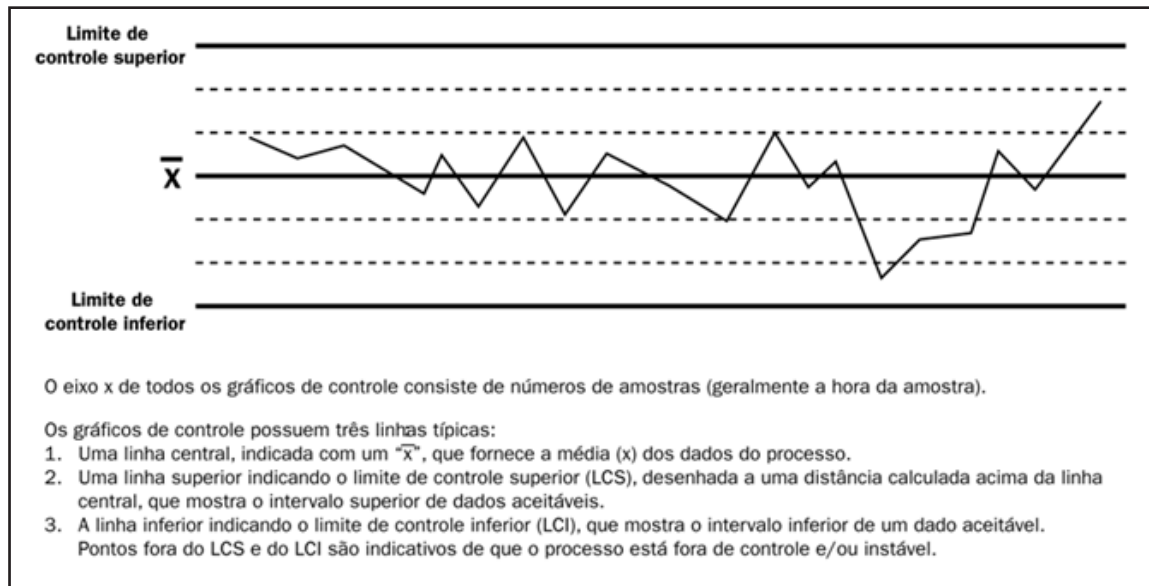 Limite de
controle superior
X
Limite de
controle inferior
O eixo x de todos os gráficos de controle consiste de números de amostras (geralmente a hora da amostra).
Os gráficos de controle possuem três linhas típicas:
1. Uma linha central, indicada com um “x̅”, que fornece a média (x) dos dados do processo.
2. Uma linha superior indicando o limite de controle superior (LCS), desenhada a uma distância calculada acima da linha
central, que mostra o intervalo superior de dados aceitáveis.
3. A linha inferior indicando o limite de controle inferior (LCI), que mostra o intervalo inferior de um dado aceitável.
Pontos fora do LCS e do LCI são indicativos de que o processo está fora de controle e/ou instável.